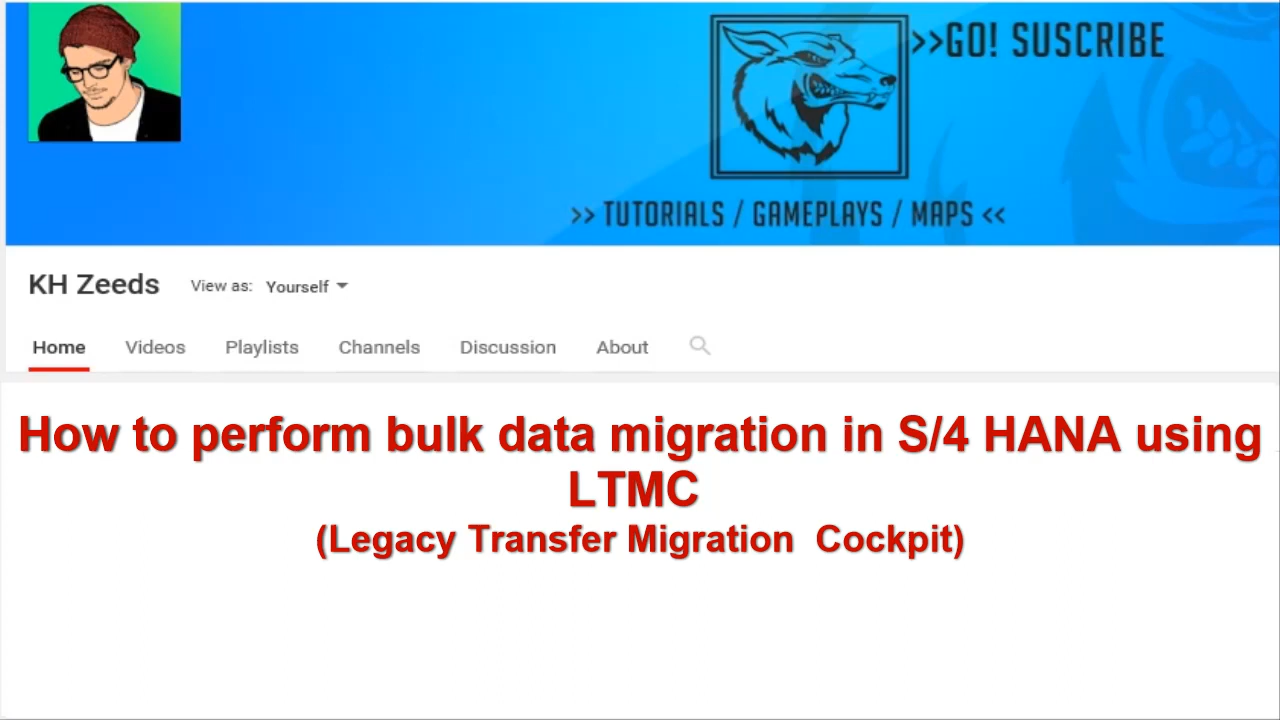 >>GO! SUSCRIBE
>> TUTORIALS / GAMEPLAYS / MAPS <<
KH Zeeds View as: Yourself
Home Videos Playlists Channels Discussion About
How to perform bulk data migration in S/4 HANA using
LTMC
(Legacy Transfer Migration Cockpit)